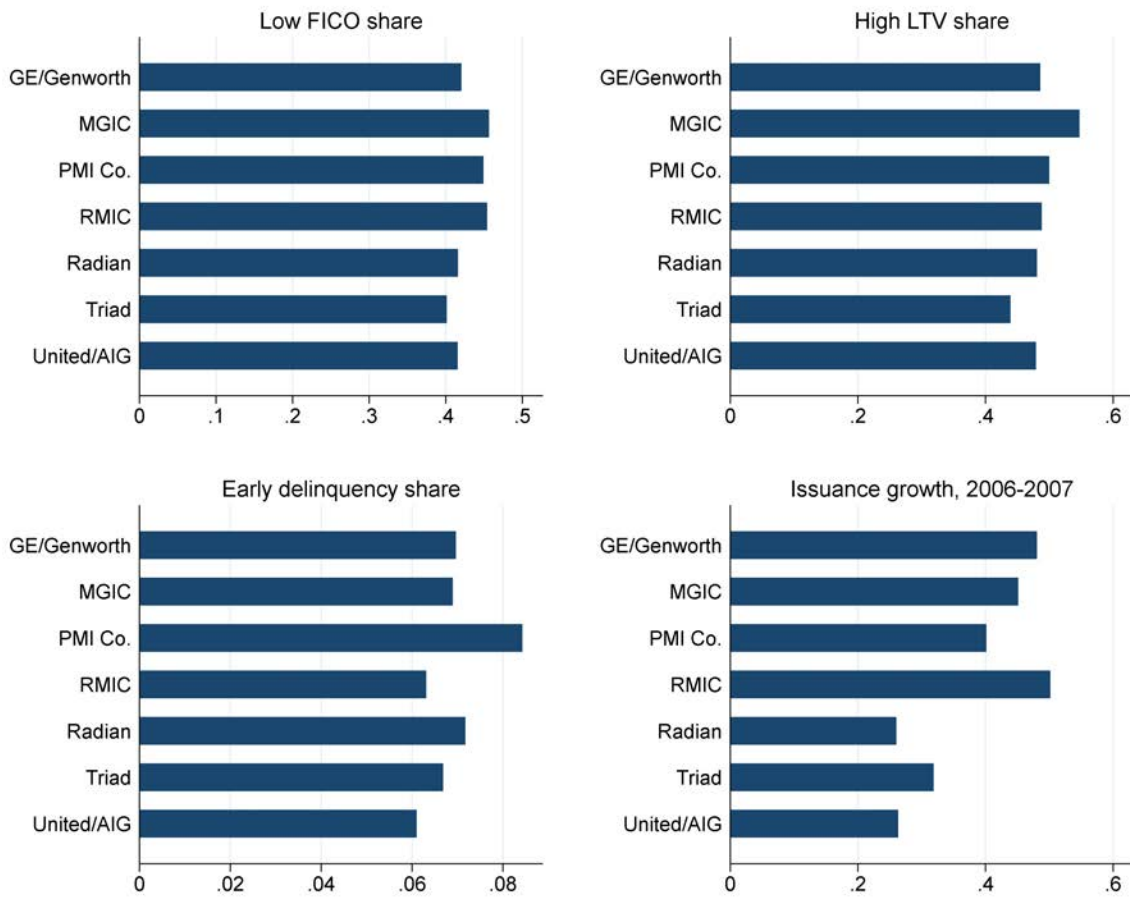 Low FICO share
GE/Genworth
MGIC
PMI Co.
RMIC
Radian
Triad
United/AIG
0 .1 .2 .3 .4 .5
High LTV share
GE/Genworth
MGIC
PMI Co.
RMIC
Radian
Triad
United/AIG
0 .2 .4 .6
Early delinquency share
GE/Genworth
MGIC
PMI Co.
RMIC
Radian
Triad
United/AIG
0 .02 .04 .06 .08
Issuance growth, 2006-2007
GE/Genworth
MGIC
PMI Co.
RMIC
Radian
Triad
United/AIG
0 .2 .4 .6